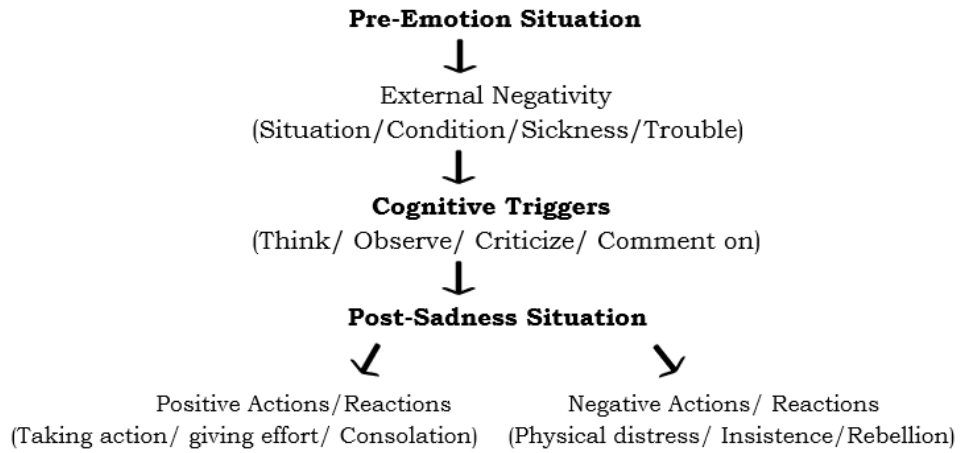 Pre-Emotion Situation
External Negativity
(Situation/Condition/Sickness/Trouble)
Cognitive Triggers
(Think/ Observe/ Criticize/ Comment on)
Post-Sadness Situation
Positive Actions/Reactions
(Taking action/ giving effort/ Consolation)
Negative Actions/ Reactions
(Physical distress/ Insistence/Rebellion)